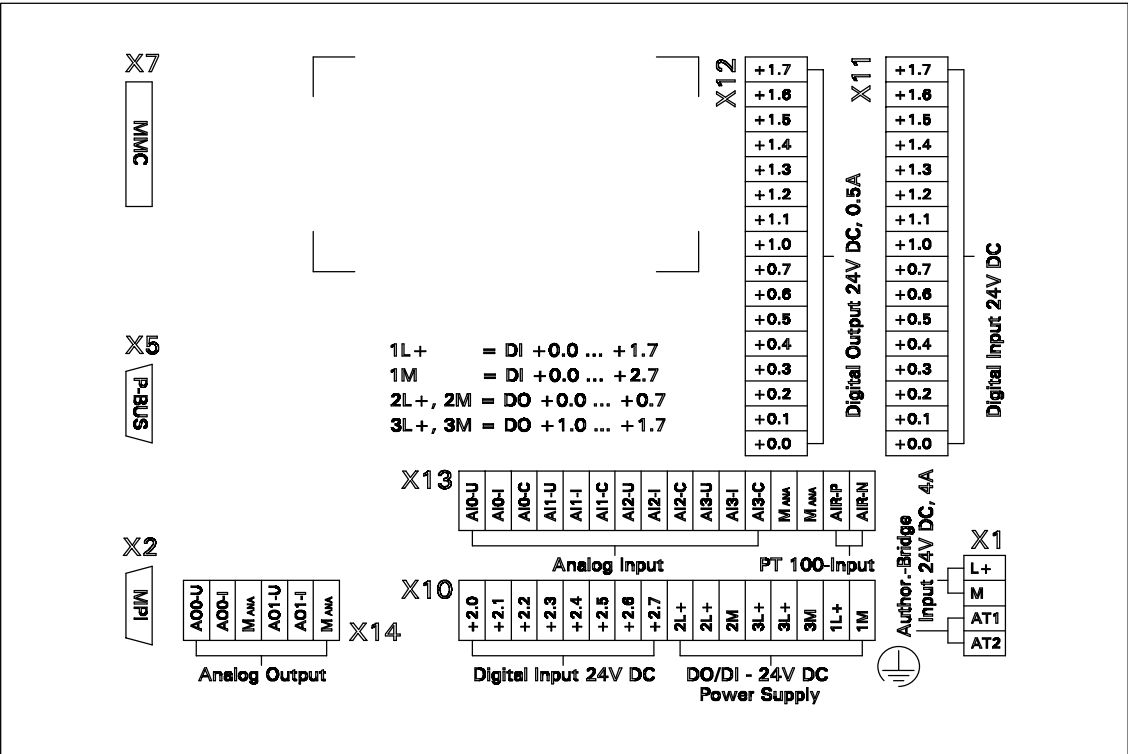 X7
MMC
X5
P-BUS
X2
MPI
X12
+1.7
+1.6
+1.5
+1.4
+1.3
+1.2
+1.1
+1.0
+0.7
+0.6
+0.5
+0.4
+0.3
+0.2
+0.1
+0.0
Digital Output 24V DC, 0.5A
X11
+1.7
+1.6
+1.5
+1.4
+1.3
+1.2
+1.1
+1.0
+0.7
+0.6
+0.5
+0.4
+0.3
+0.2
+0.1
+0.0
Digital Input 24V DC
1L+ = DI +0.0 ... +1.7
1M = DI +0.0 ... +2.7
2L+, 2M = DO +0.0 ... +0.7
3L+, 3M = DO +1.0 ... +1.7
X13
AI0-U
AI0-I
AI0-C
AI1-U
AI1-I
AI1-C
AI2-U
AI2-I
AI2-C
AI3-U
AI3-I
AI3-C
MANA
MANA
AIR-P
AIR-N
Analog Input
PT 100-Input
X10
+2.0
+2.1
+2.2
+2.3
+2.4
+2.5
+2.6
+2.7
2L+
2L+
2M
3L+
3L+
3M
1L+
1M
Digital Input 24V DC
DO/DI - 24V DC
Power Supply
AO0-U
AO0-I
MANA
AO1-U
AO1-I
MANA
X14
Analog Output
Author.-Bridge
Input 24V DC, 4A
X1
L+
M
AT1
AT2